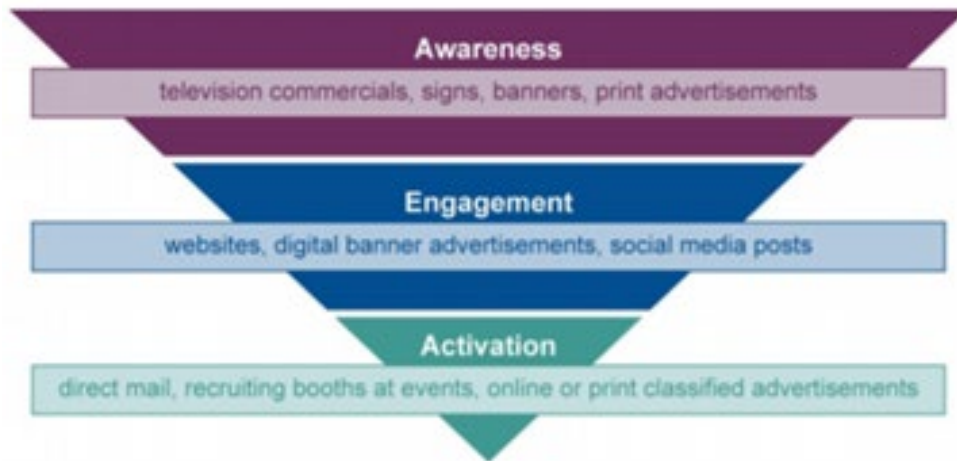 Awareness
television commercials, signs, banners, print advertisements
Engagement
websites, digital banner advertisements, social media posts
Activation
direct mail, recruiting booths at events, online or print classified advertisements